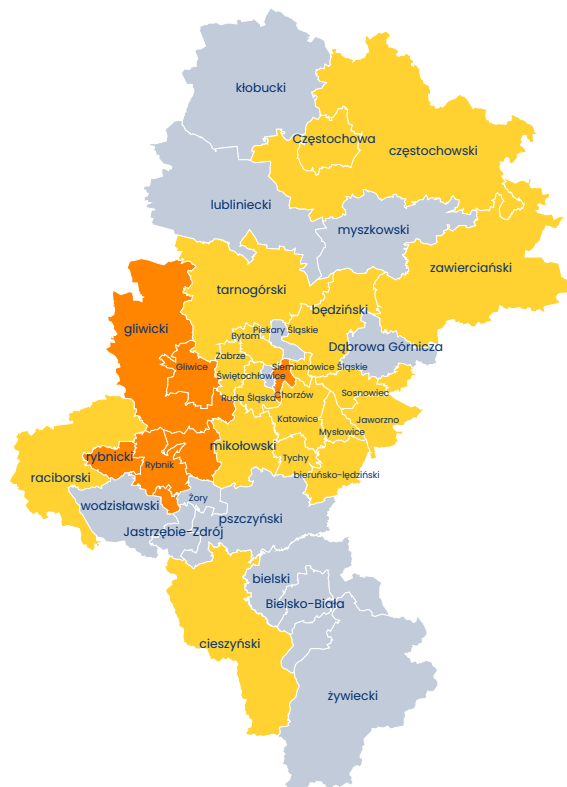 kłobucki
Częstochowa
częstochowski
lubliniecki
myszkowski
zawierciański
tarnogórski
będziński
gliwicki
Piekary Śląskie
Bytom
Dąbrowa Górnicza
Zabrze
Gliwice
Siemianowice Śląskie
Świętochłowice
Sosnowiec
Chorzów
Ruda Śląska
Katowice
Jaworzno
Mysłowice
mikołowski
rybnicki
Tychy
Rybnik
bieruńsko-lędziński
raciborski
Żory
wodzisławski
pszczyński
Jastrzębie-Zdrój
bielski
Bielsko-Biała
cieszyński
żywiecki